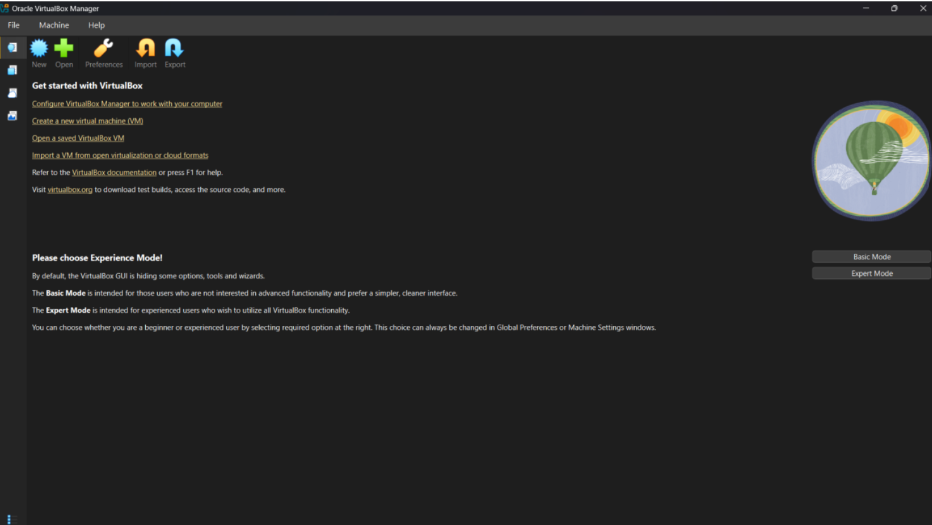 Oracle VirtualBox Manager
File Machine Help
New Open Preferences Import Export
Get started with VirtualBox
Configure VirtualBox Manager to work with your computer
Create a new virtual machine (VM)
Open a saved VirtualBox VM
Import a VM from open virtualization or cloud formats
Refer to the VirtualBox documentation or press F1 for help.
Visit virtualbox.org to download test builds, access the source code, and more.
Please choose Experience Mode!
Basic Mode
By default, the VirtualBox GUI is hiding some options, tools and wizards.
Expert Mode
The Basic Mode is intended for those users who are not interested in advanced functionality and prefer a simpler, cleaner interface.
The Expert Mode is intended for experienced users who wish to utilize all VirtualBox functionality.
You can choose whether you are a beginner or experienced user by selecting required option at the right. This choice can always be changed in Global Preferences or Machine Settings windows.